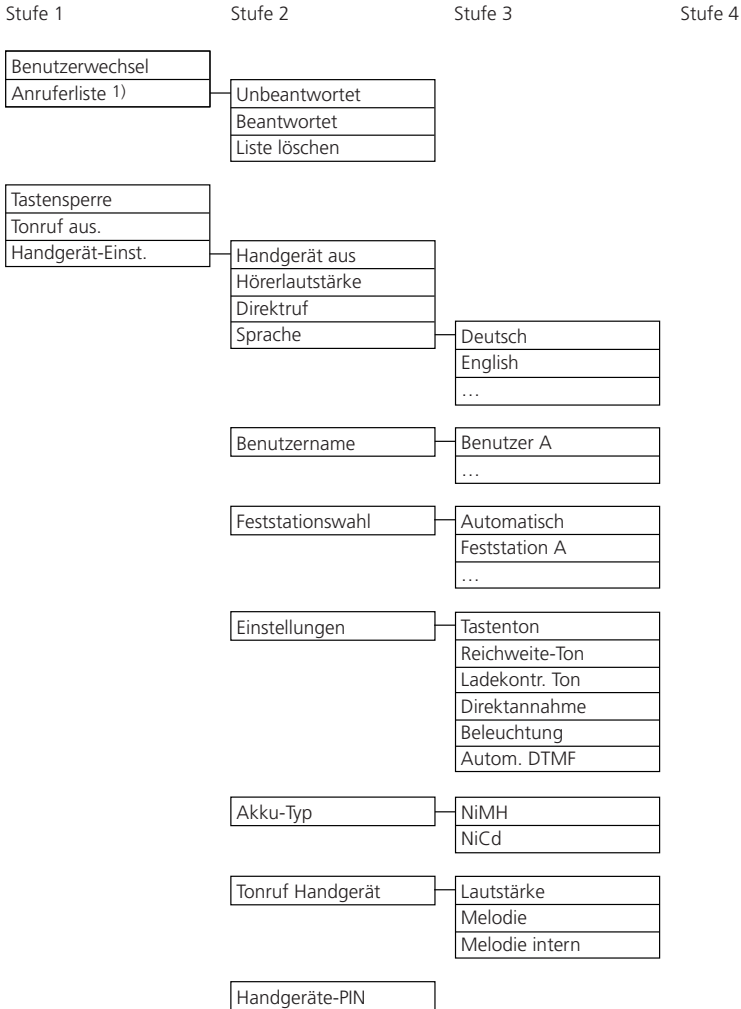 Stufe 1 Stufe 2 Stufe 3 Stufe 4
Benutzerwechsel
Anruferliste 1) Unbeantwortet
Beantwortet
Liste löschen
Tastensperre
Tonruf aus.
Handgerät-Einst. Handgerät aus
Hörerlautstärke
Direktruf
Sprache Deutsch
English
…
Benutzername Benutzer A
…
Feststationswahl Automatisch
Feststation A
…
Einstellungen Tastenton
Reichweite-Ton
Ladekontr. Ton
Direktannahme
Beleuchtung
Autom. DTMF
Akku-Typ NiMH
NiCd
Tonruf Handgerät Lautstärke
Melodie
Melodie intern
Handgeräte-PIN